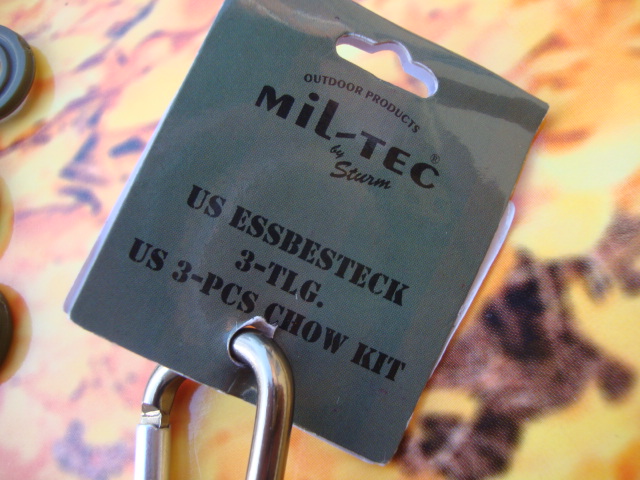 OUTDOOR PRODUCTS
MiL-TEC®
by
Sturm
US ESSBESTECK
3-TLG.
US 3-PCS CHOW KIT